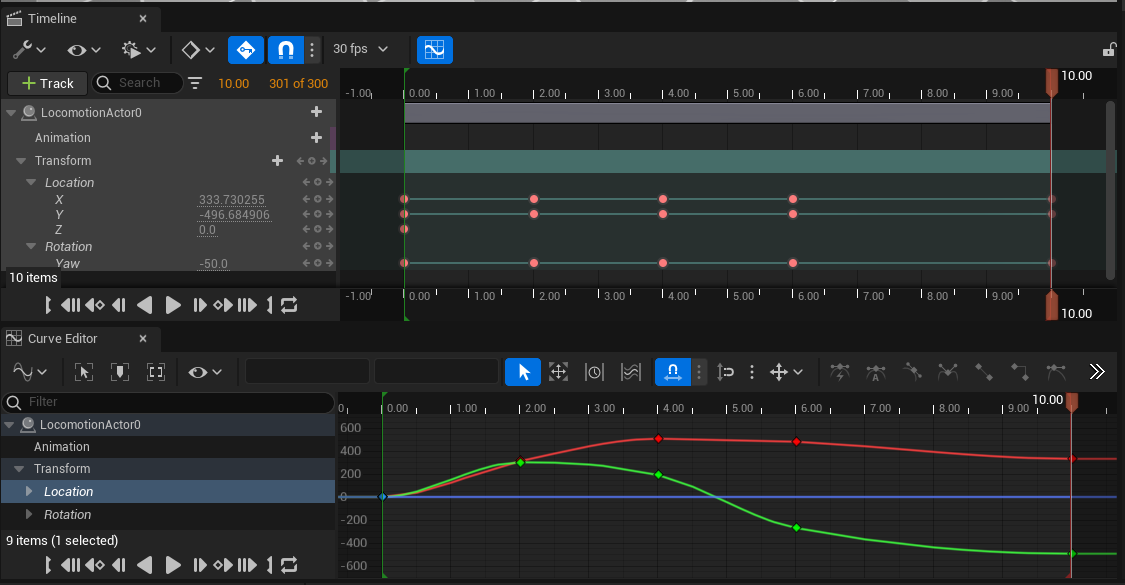 Timeline
30 fps
Track
Search
10.00
301 of 300
10.00
-1.00
0.00
1.00
2.00
3.00
4.00
5.00
6.00
7.00
8.00
9.00
LocomotionActor0
Animation
Transform
Location
X 333.730255
Y -496.684906
Z 0.0
Rotation
Yaw -50.0
10 items
-1.00
0.00
1.00
2.00
3.00
4.00
5.00
6.00
7.00
8.00
9.00
10.00
Curve Editor
A
Filter
10.00
0
0.00
1.00
2.00
3.00
4.00
5.00
6.00
7.00
8.00
9.00
LocomotionActor0
Animation
Transform
Location
Rotation
600
400
200
0
-200
-400
-600
9 items (1 selected)